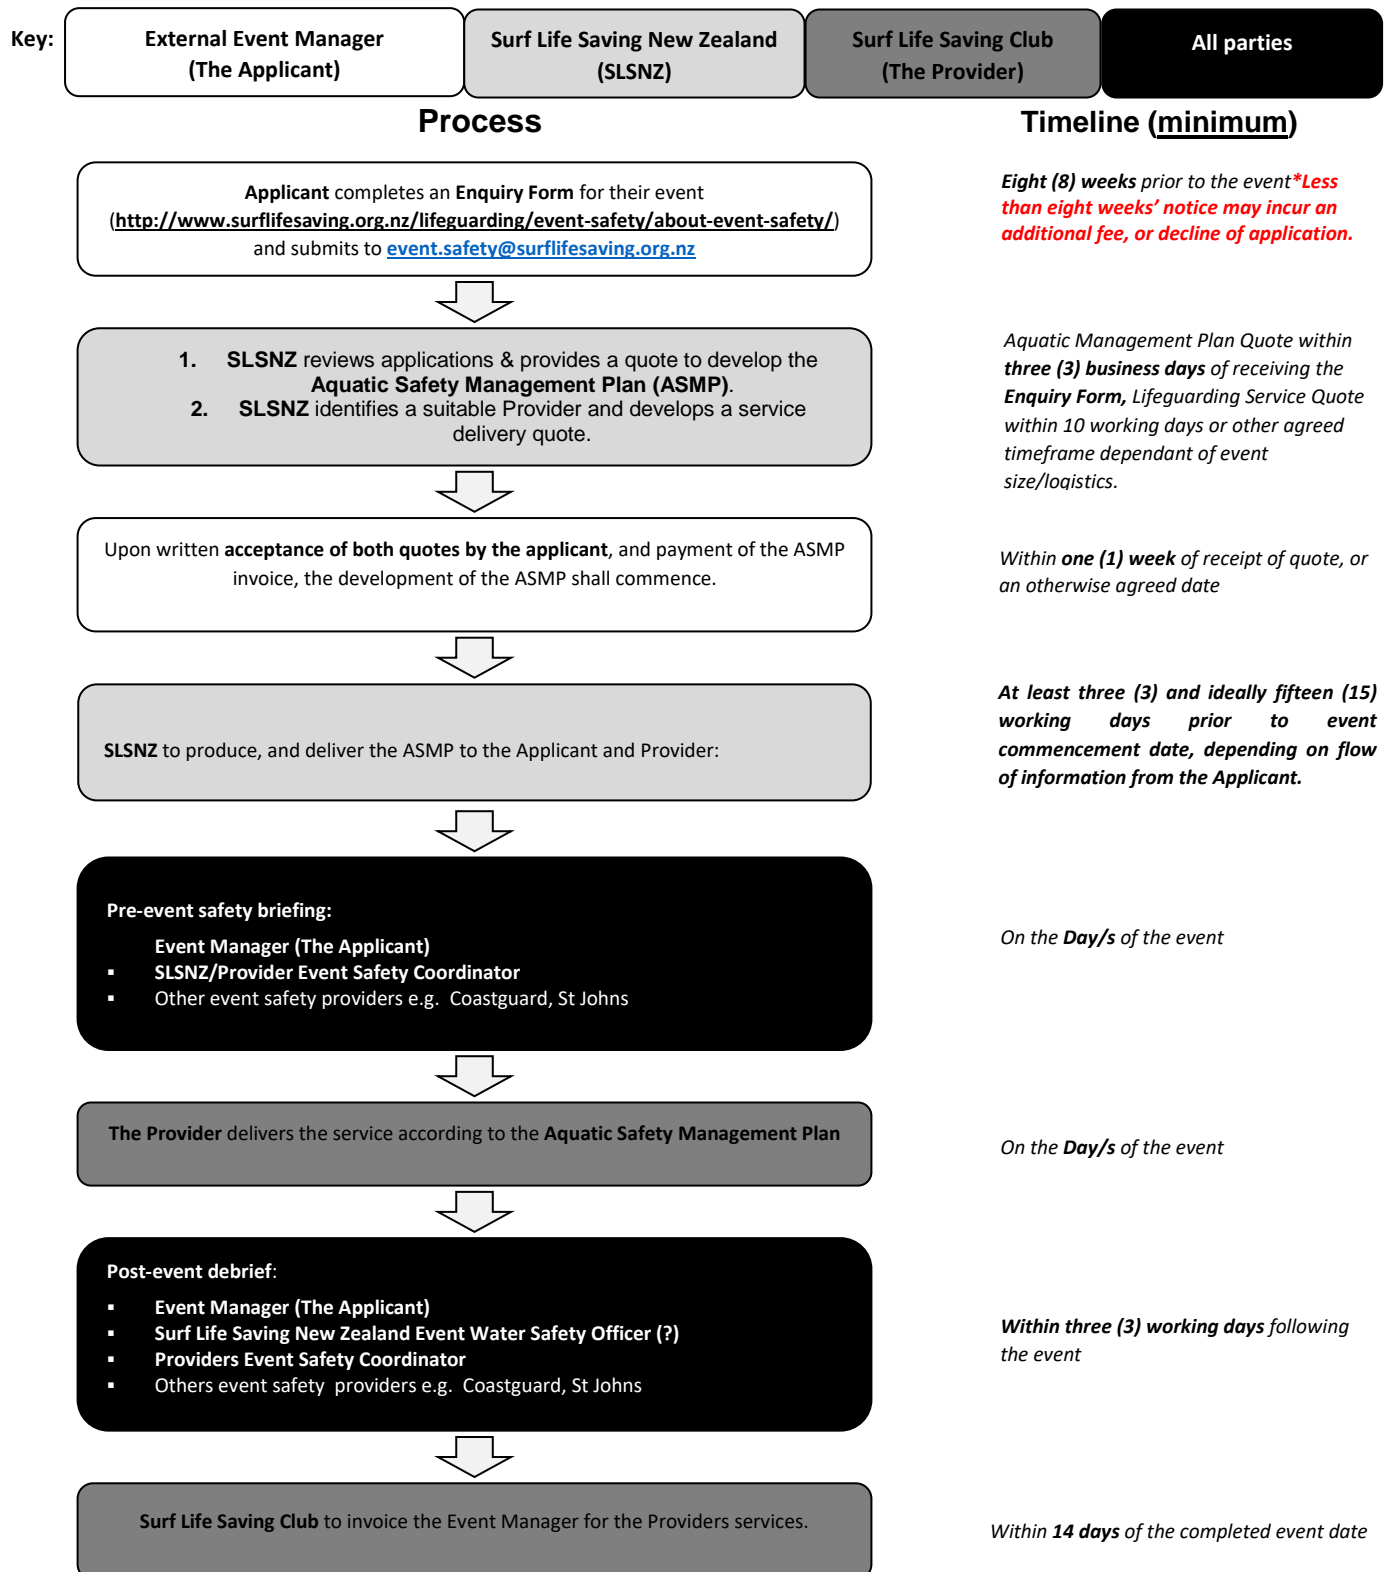 Key:
External Event Manager
(The Applicant)
Surf Life Saving New Zealand
(SLSNZ)
Surf Life Saving Club
(The Provider)
All parties
Process
Timeline (minimum)
Applicant completes an Enquiry Form for their event
(http://www.surflifesaving.org.nz/lifeguarding/event-safety/about-event-safety/)
and submits to event.safety@surflifesaving.org.nz
Eight (8) weeks prior to the event*Less
than eight weeks’ notice may incur an
additional fee, or decline of application.
1. SLSNZ reviews applications & provides a quote to develop the
Aquatic Safety Management Plan (ASMP).
2. SLSNZ identifies a suitable Provider and develops a service
delivery quote.
Aquatic Management Plan Quote within
three (3) business days of receiving the
Enquiry Form, Lifeguarding Service Quote
within 10 working days or other agreed
timeframe dependant of event
size/logistics.
Upon written acceptance of both quotes by the applicant, and payment of the ASMP
invoice, the development of the ASMP shall commence.
Within one (1) week of receipt of quote, or
an otherwise agreed date
SLSNZ to produce, and deliver the ASMP to the Applicant and Provider:
At least three (3) and ideally fifteen (15)
working days prior to event
commencement date, depending on flow
of information from the Applicant.
Pre-event safety briefing:
Event Manager (The Applicant)
▪ SLSNZ/Provider Event Safety Coordinator
▪ Other event safety providers e.g. Coastguard, St Johns
On the Day/s of the event
The Provider delivers the service according to the Aquatic Safety Management Plan
On the Day/s of the event
Post-event debrief:
▪ Event Manager (The Applicant)
▪ Surf Life Saving New Zealand Event Water Safety Officer (?)
▪ Providers Event Safety Coordinator
▪ Others event safety providers e.g. Coastguard, St Johns
Within three (3) working days following
the event
Surf Life Saving Club to invoice the Event Manager for the Providers services.
Within 14 days of the completed event date